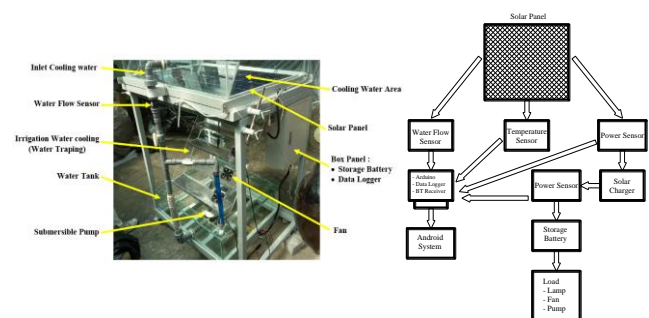 Inlet Cooling water
Water Flow Sensor
Irrigation Water cooling
(Water Traping)
Water Tank
Submersible Pump
Cooling Water Area
Solar Panel
Box Panel :
• Storage Battery
• Data Logger
Fan
Solar Panel
Water Flow
Sensor
Temperature
Sensor
Power Sensor
- Arduino
- Data Logger
- BT Receiver
Power Sensor
Solar
Charger
Android
System
Storage
Battery
Load
- Lamp
- Fan
- Pump